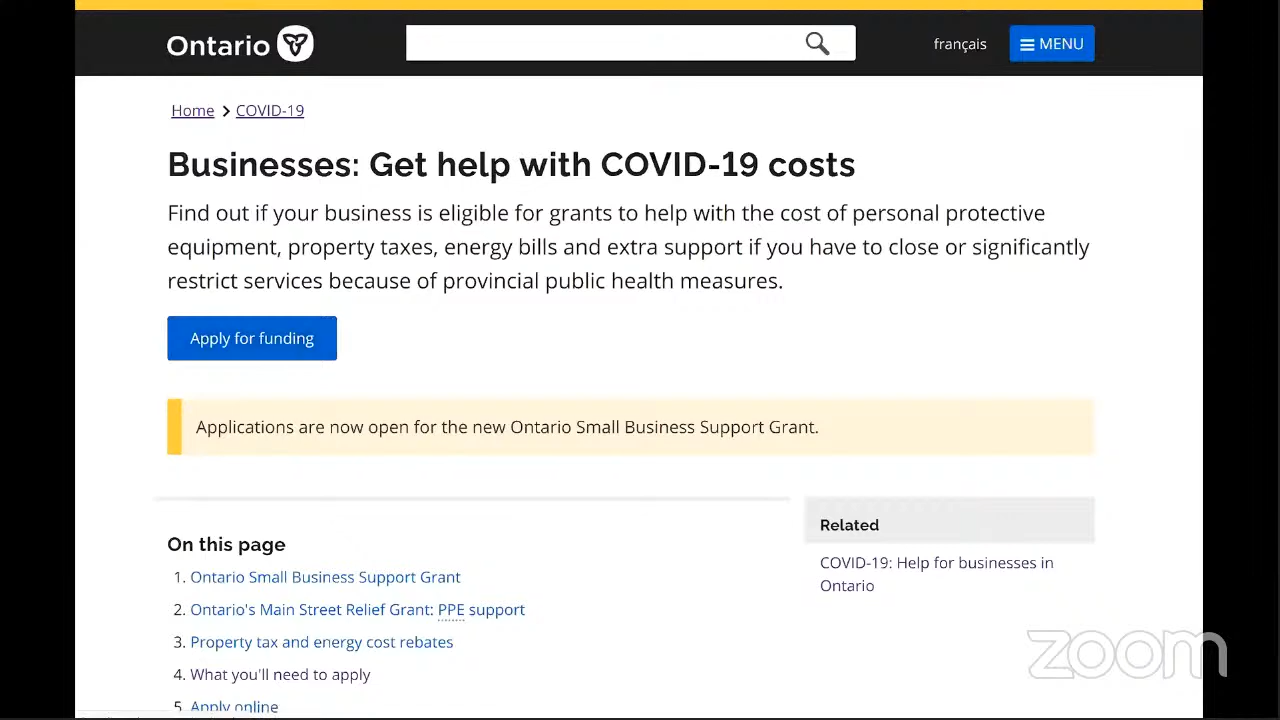 Ontario
français
MENU
Home > COVID-19
Businesses: Get help with COVID-19 costs
Find out if your business is eligible for grants to help with the cost of personal protective
equipment, property taxes, energy bills and extra support if you have to close or significantly
restrict services because of provincial public health measures.
Apply for funding
Applications are now open for the new Ontario Small Business Support Grant.
On this page
1. Ontario Small Business Support Grant
2. Ontario's Main Street Relief Grant: PPE support
3. Property tax and energy cost rebates
4. What you'll need to apply
5. Apply online
Related
COVID-19: Help for businesses in
Ontario
zoom